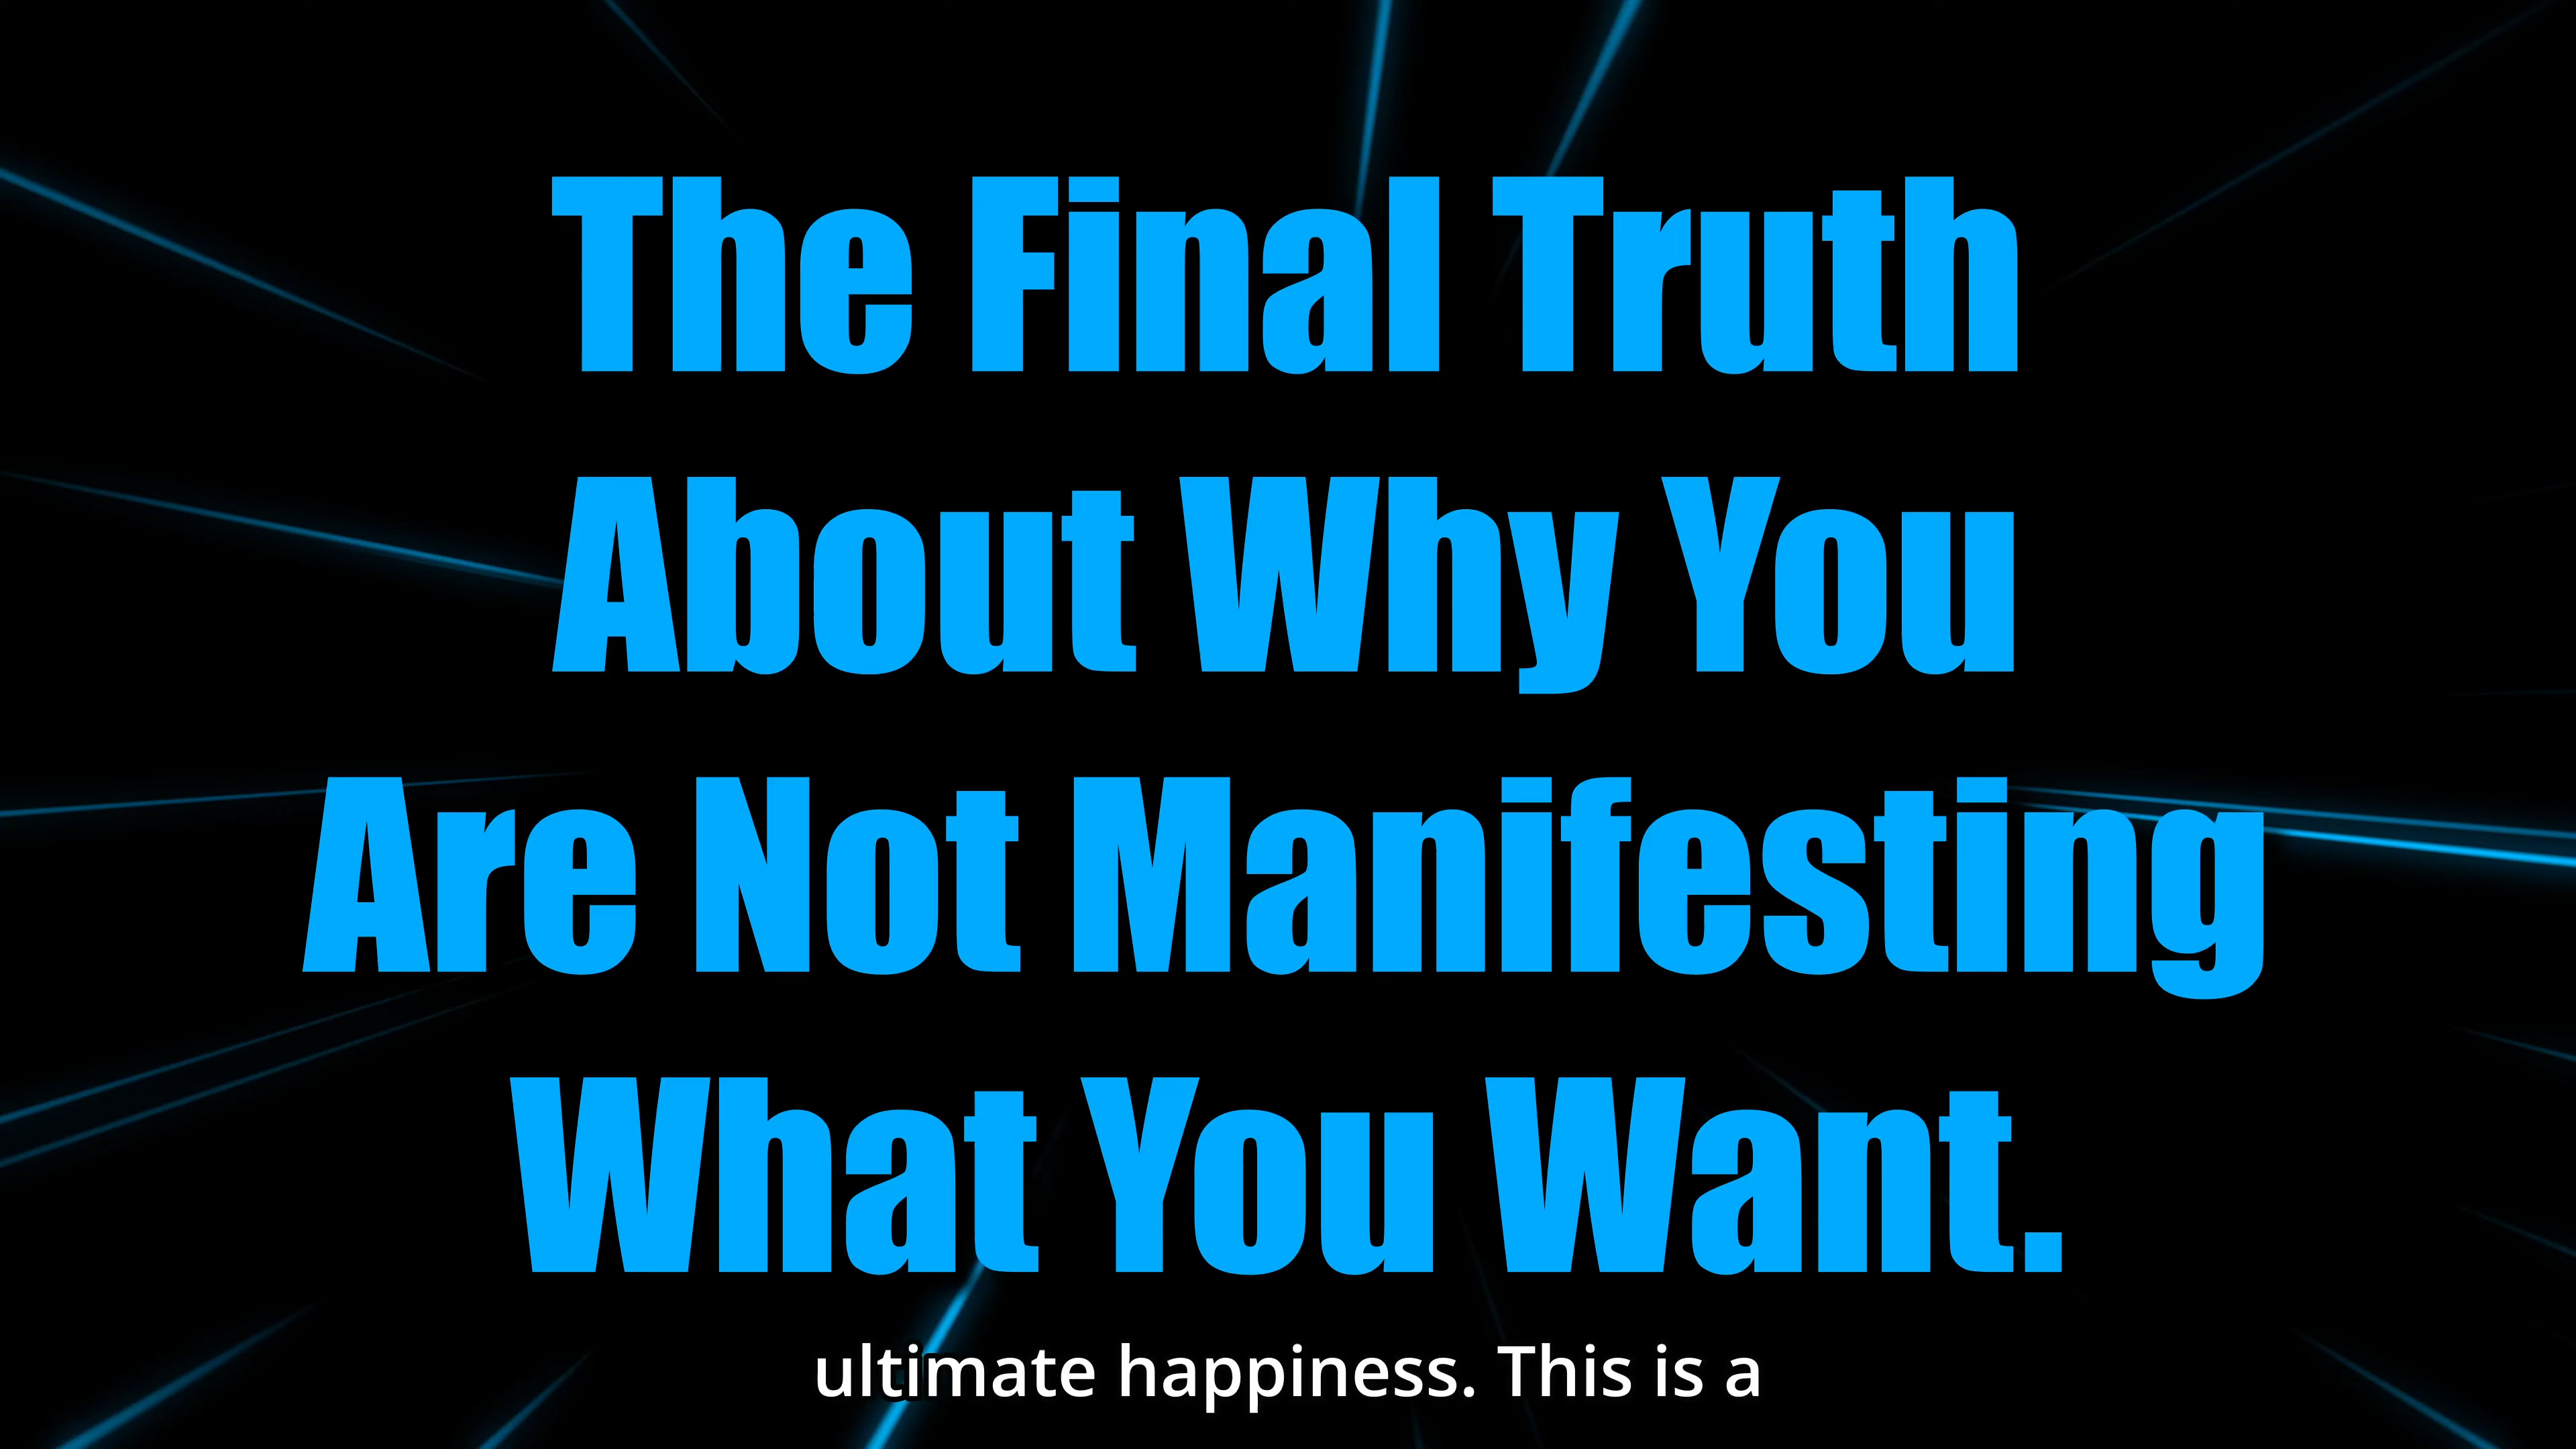 The Final Truth
About Why You
Are Not Manifesting
What You Want.
ultimate happiness. This is a